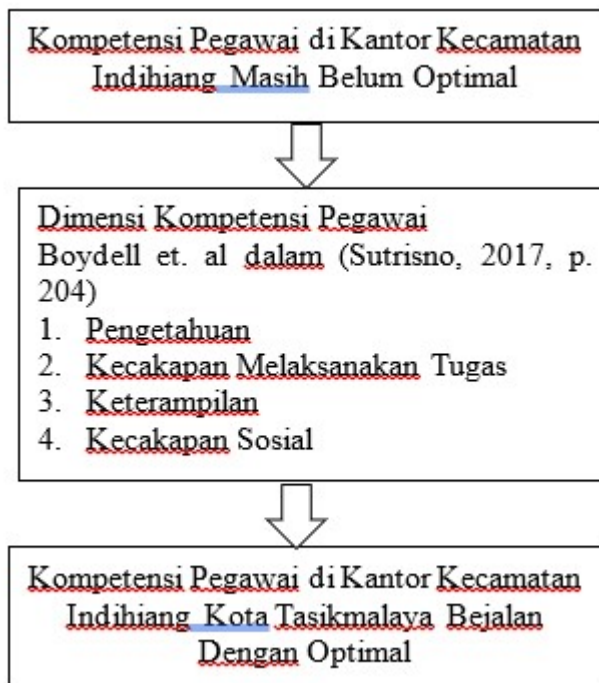 Kompetensi Pegawai di Kantor Kecamatan
Indihiang Masih Belum Optimal
Dimensi Kompetensi Pegawai
Boydell et. al dalam (Sutrisno, 2017, p.
204)
1. Pengetahuan
2. Kecakapan Melaksanakan Tugas
3. Keterampilan
4. Kecakapan Sosial
Kompetensi Pegawai di Kantor Kecamatan
Indihiang Kota Tasikmalaya Bejalan
Dengan Optimal